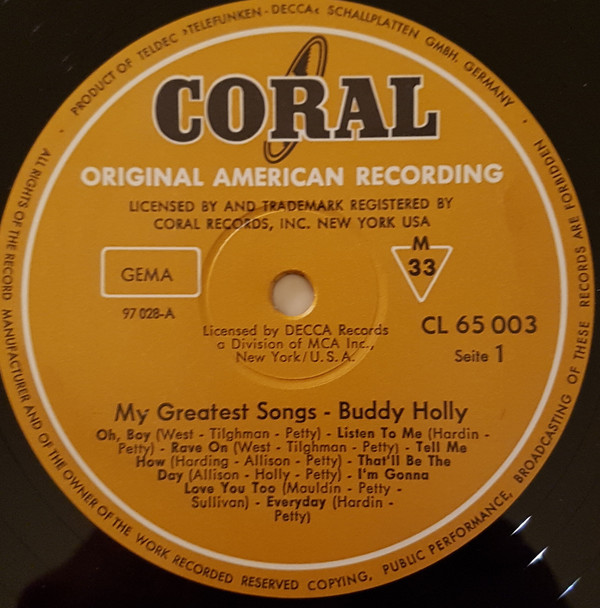 · PRODUCT OF TELDEC »TELEFUNKEN-DECCA« SCHALLPLATTEN GMBH, GERMANY ·
CORAL
ORIGINAL AMERICAN RECORDING
LICENSED BY AND TRADEMARK REGISTERED BY
CORAL RECORDS, INC. NEW YORK USA
GEMA
M
33
97 028-A
CL 65 003
Seite 1
Licensed by DECCA Records
a Division of MCA Inc.,
New York/U.S.A.
My Greatest Songs - Buddy Holly
Oh, Boy (West - Tilghman - Petty) - Listen To Me (Hardin -
Petty) - Rave On (West - Tilghman - Petty) - Tell Me
How (Harding - Allison - Petty) - That'll Be The
Day (Allison - Holly - Petty) - I'm Gonna
Love You Too (Mauldin - Petty -
Sullivan) - Everyday (Hardin -
Petty)
ALL RIGHTS OF THE RECORD MANUFACTURER AND OF THE OWNER OF THE WORK RECORDED RESERVED COPYING, PUBLIC PERFORMANCE, BROADCASTING OF THESE RECORDS ARE FORBIDDEN